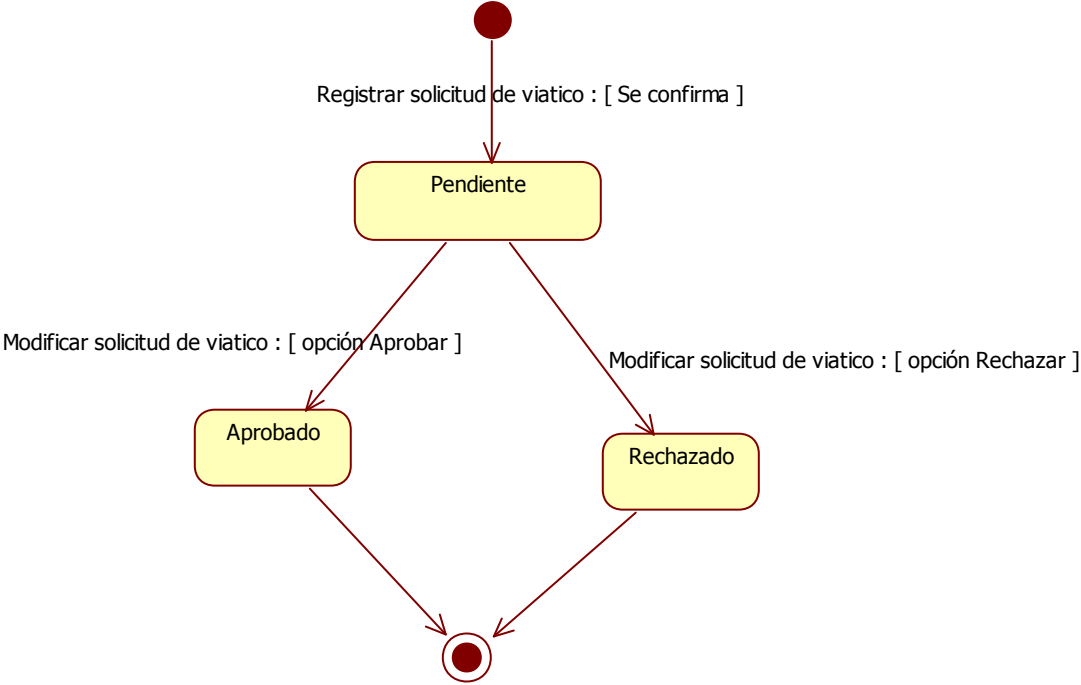 Registrar solicitud de viatico : [ Se confirma ]
Pendiente
Modificar solicitud de viatico : [ opción Aprobar ]
Modificar solicitud de viatico : [ opción Rechazar ]
Aprobado
Rechazado